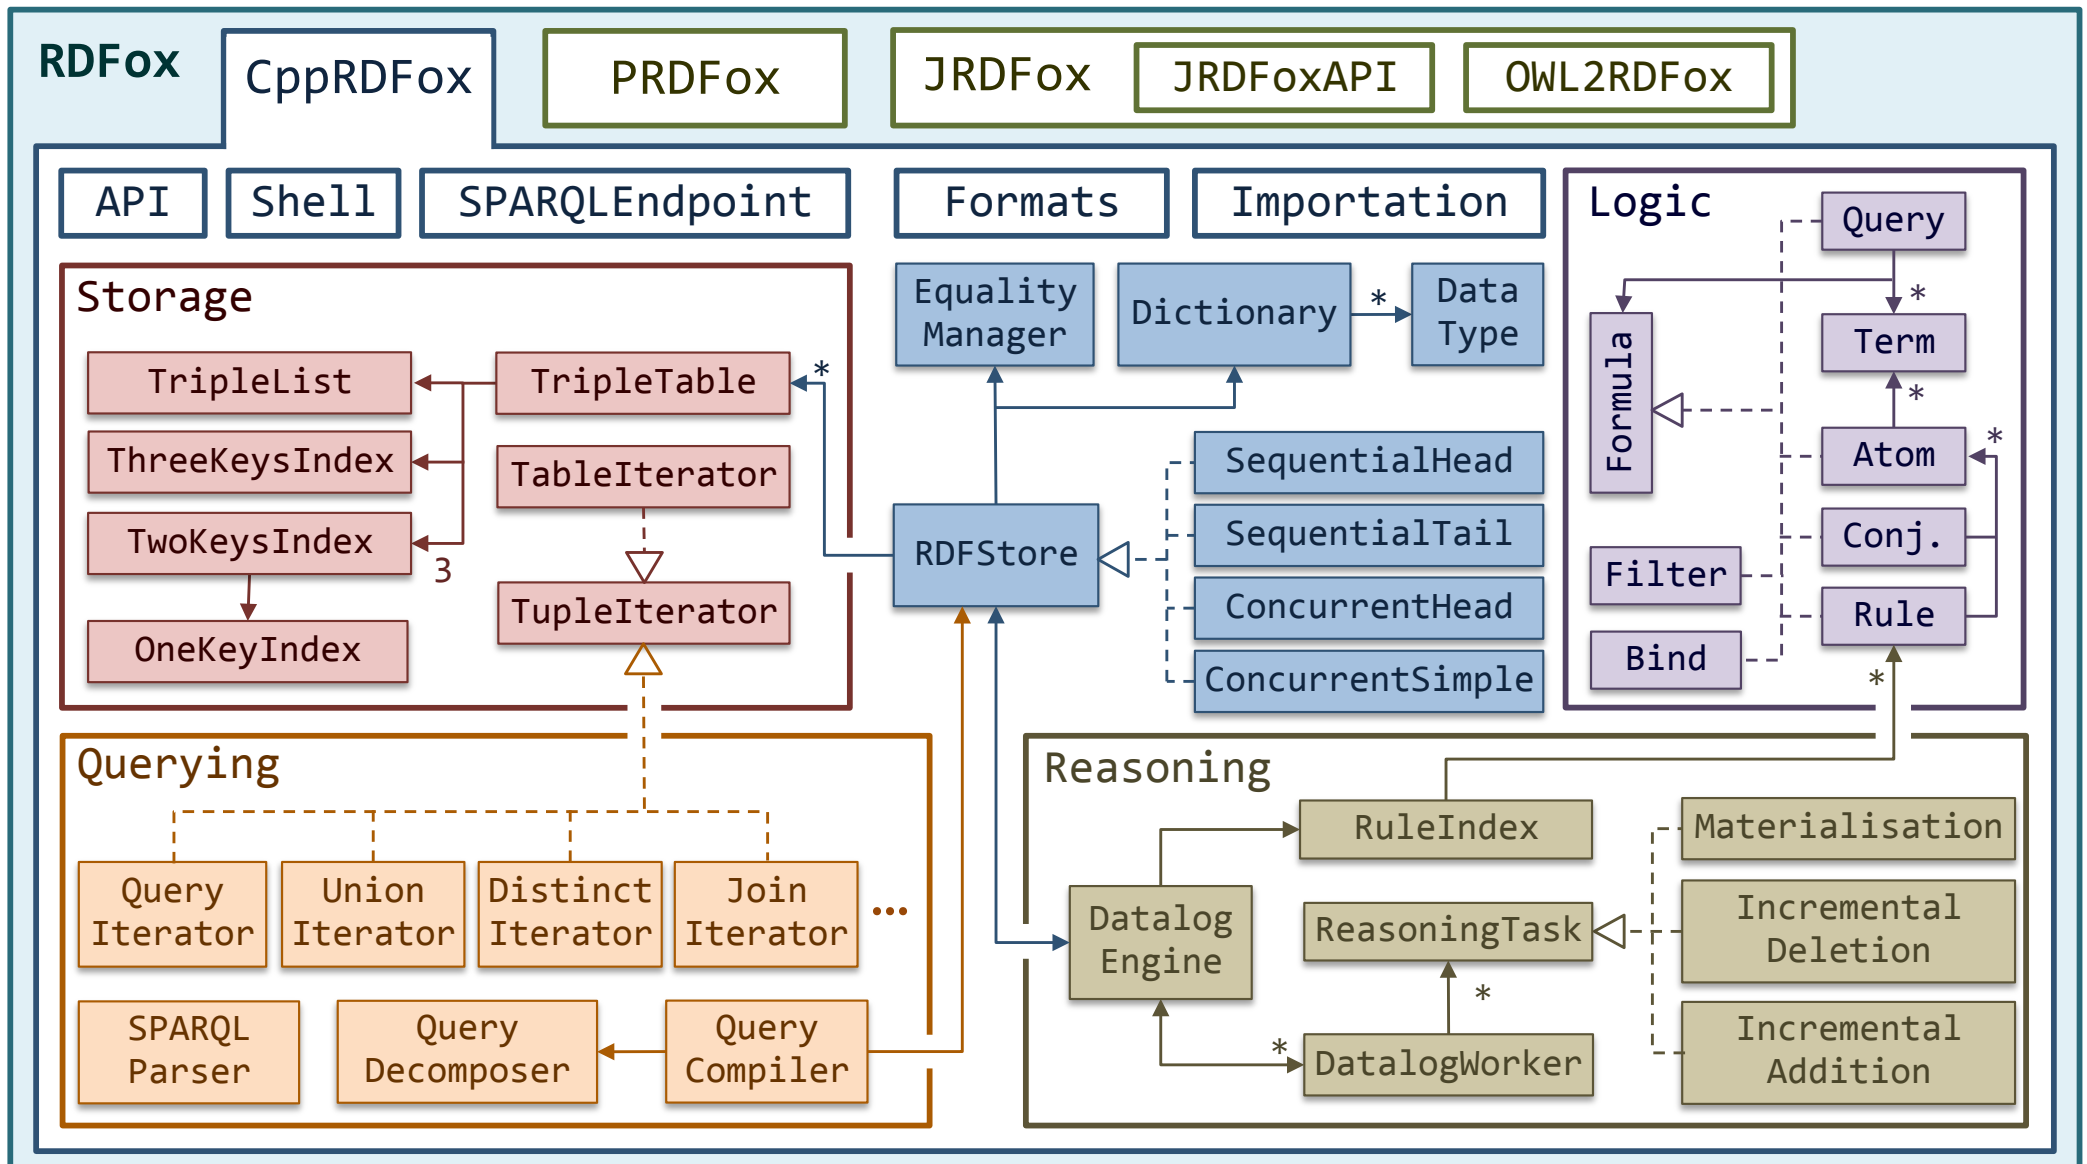 RDFox
CppRDFox
PRDFox
JRDFox
JRDFoxAPI
OWL2RDFox
API
Shell
SPARQLEndpoint
Formats
Importation
Storage
TripleList
TripleTable
*
ThreeKeysIndex
TableIterator
TwoKeysIndex
3
TupleIterator
OneKeyIndex
Equality
Manager
Dictionary
*
Data
Type
RDFStore
SequentialHead
SequentialTail
ConcurrentHead
ConcurrentSimple
Logic
Query
*
Formula
Term
*
Atom
*
Conj.
Filter
Rule
Bind
*
Querying
Query
Iterator
Union
Iterator
Distinct
Iterator
Join
Iterator
...
SPARQL
Parser
Query
Decomposer
Query
Compiler
Reasoning
RuleIndex
Materialisation
Datalog
Engine
ReasoningTask
*
Incremental
Deletion
*
DatalogWorker
Incremental
Addition